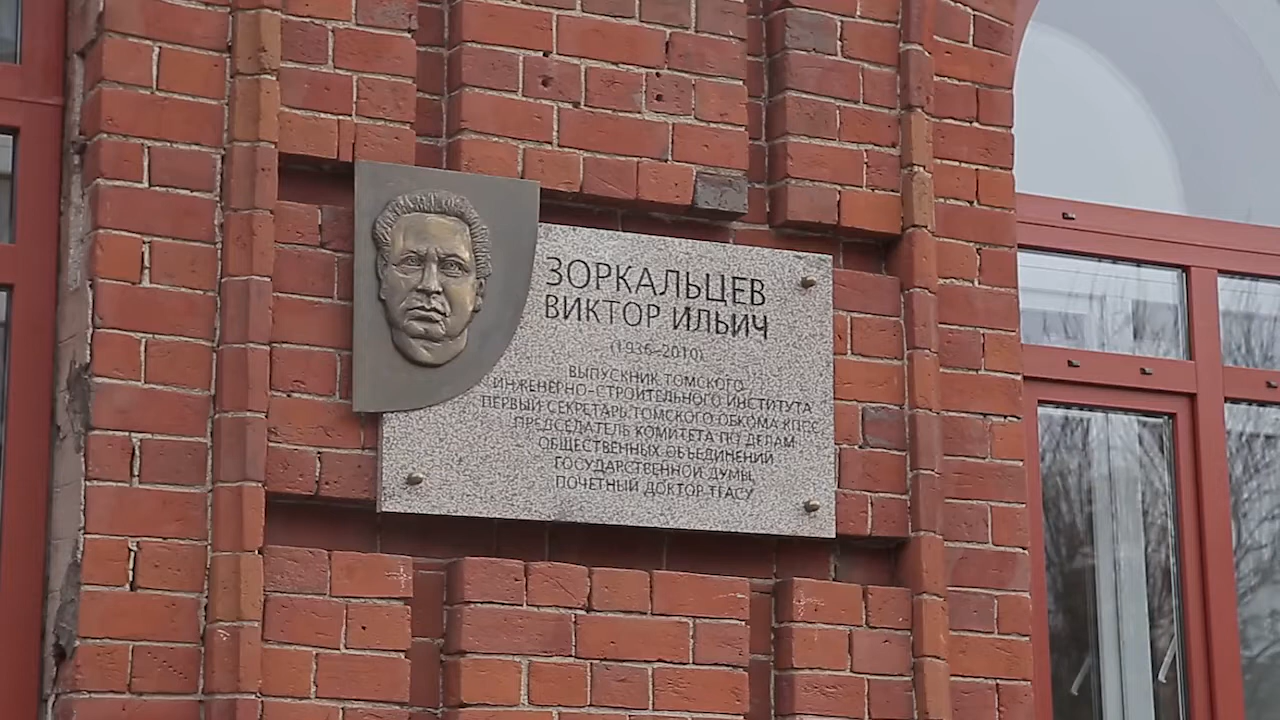 ЗОРКАЛЬЦЕВ
ВИКТОР ИЛЬИЧ
(1936–2010)
ВЫПУСКНИК ТОМСКОГО
ИНЖЕНЕРНО-СТРОИТЕЛЬНОГО ИНСТИТУТА
ПЕРВЫЙ СЕКРЕТАРЬ ТОМСКОГО ОБКОМА КПСС
ПРЕДСЕДАТЕЛЬ КОМИТЕТА ПО ДЕЛАМ
ОБЩЕСТВЕННЫХ ОБЪЕДИНЕНИЙ
ГОСУДАРСТВЕННОЙ ДУМЫ,
ПОЧЕТНЫЙ ДОКТОР ТГАСУ